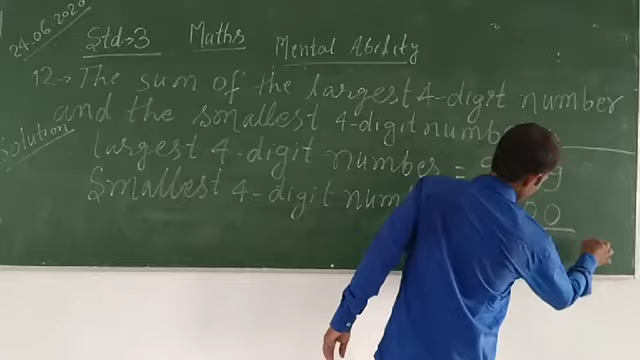 24.06.2020
Std→3 Maths Mental Ability
12→ The sum of the largest 4-digit number
and the smallest 4-digit numb
Solution
largest 4-digit number = 9
Smallest 4-digit num 00